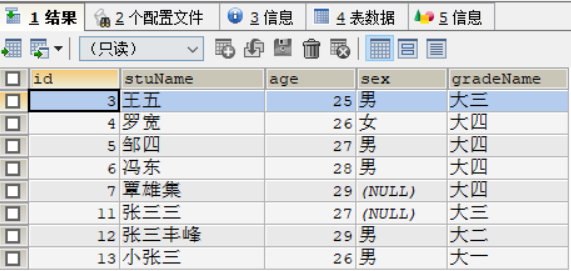 1 结果 2 个配置文件 3 信息 4 表数据 5 信息
（只读）
id stuName age sex gradeName
3 王五 25 男 大三
4 罗宽 26 女 大四
5 邹四 27 男 大四
6 冯东 28 男 大四
7 覃雄集 29 (NULL) 大四
11 张三三 27 (NULL) 大三
12 张三丰峰 29 男 大二
13 小张三 26 男 大一